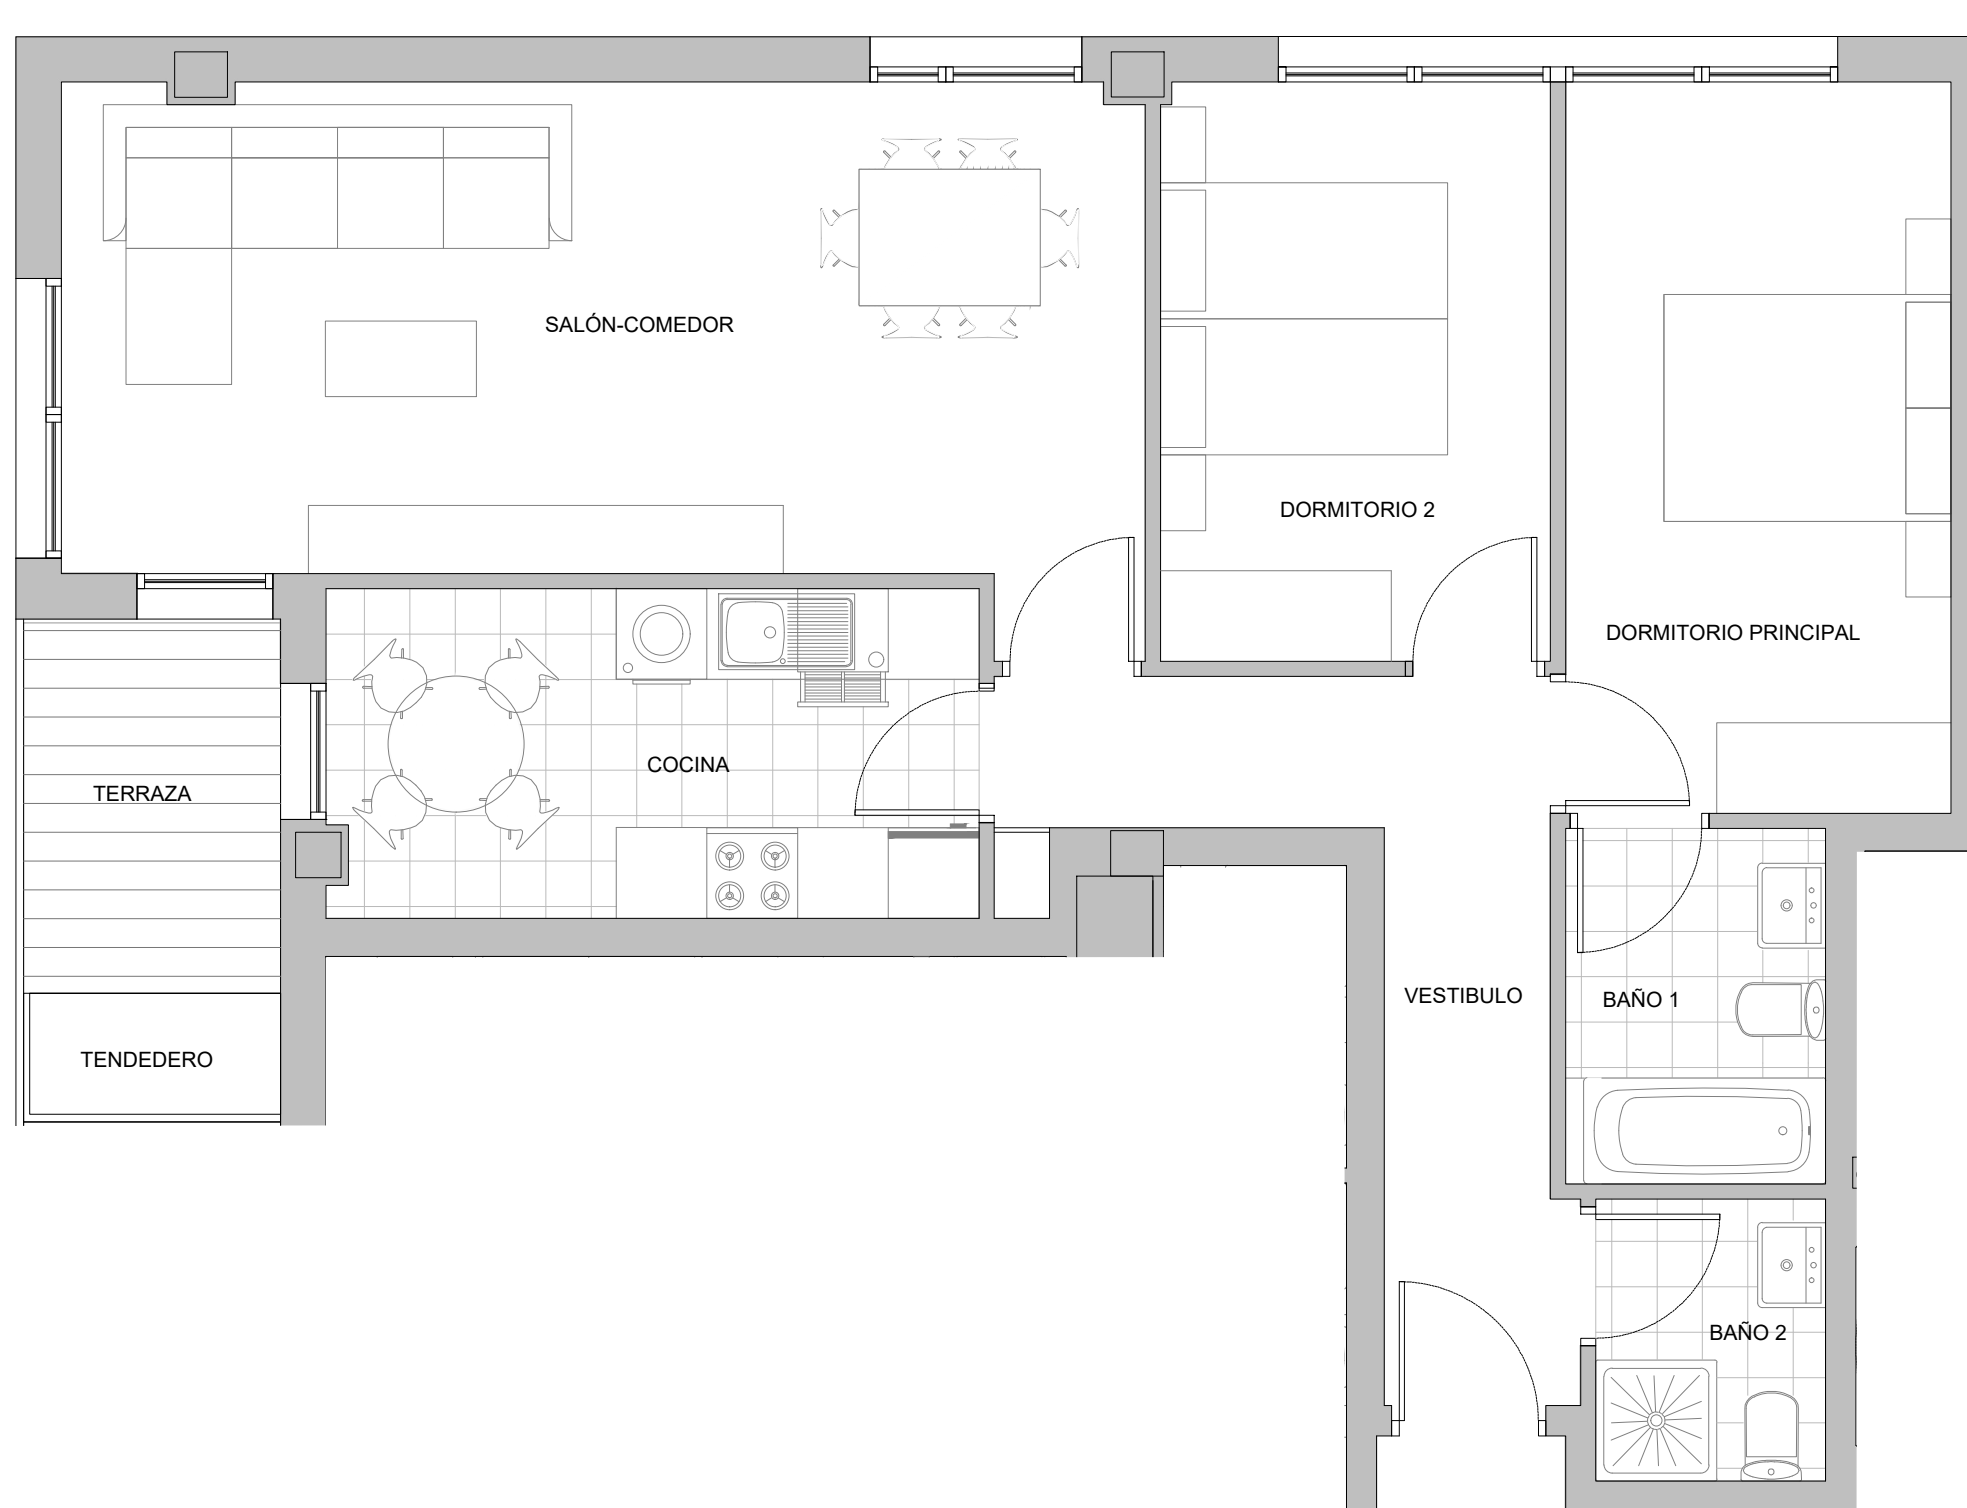 SALÓN-COMEDOR
DORMITORIO 2
DORMITORIO PRINCIPAL
COCINA
TERRAZA
VESTIBULO
BAÑO 1
TENDEDERO
BAÑO 2